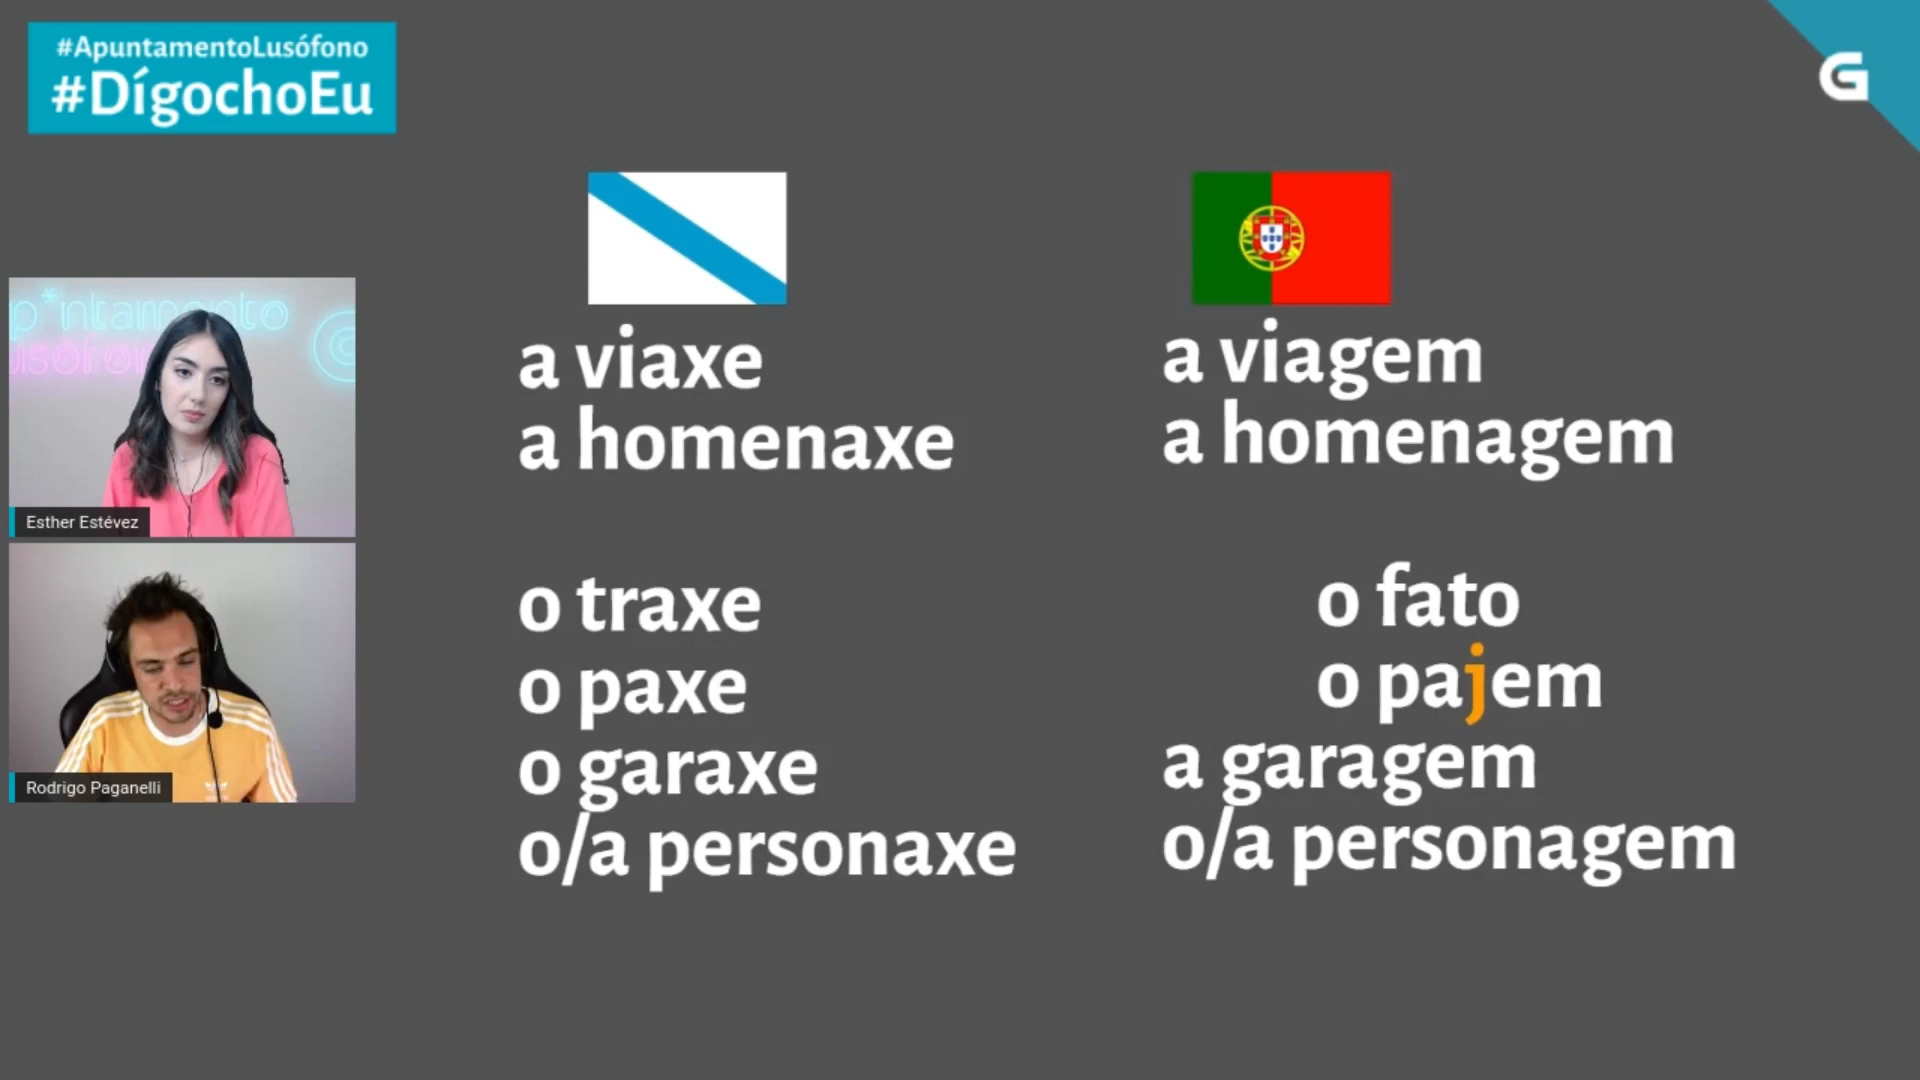 #ApuntamentoLusófono
#DígochoEu
G
a viaxe
a homenaxe
o traxe
o paxe
o garaxe
o/a personaxe
a viagem
a homenagem
o fato
o pajem
a garagem
o/a personagem
Esther Estévez
Rodrigo Paganelli